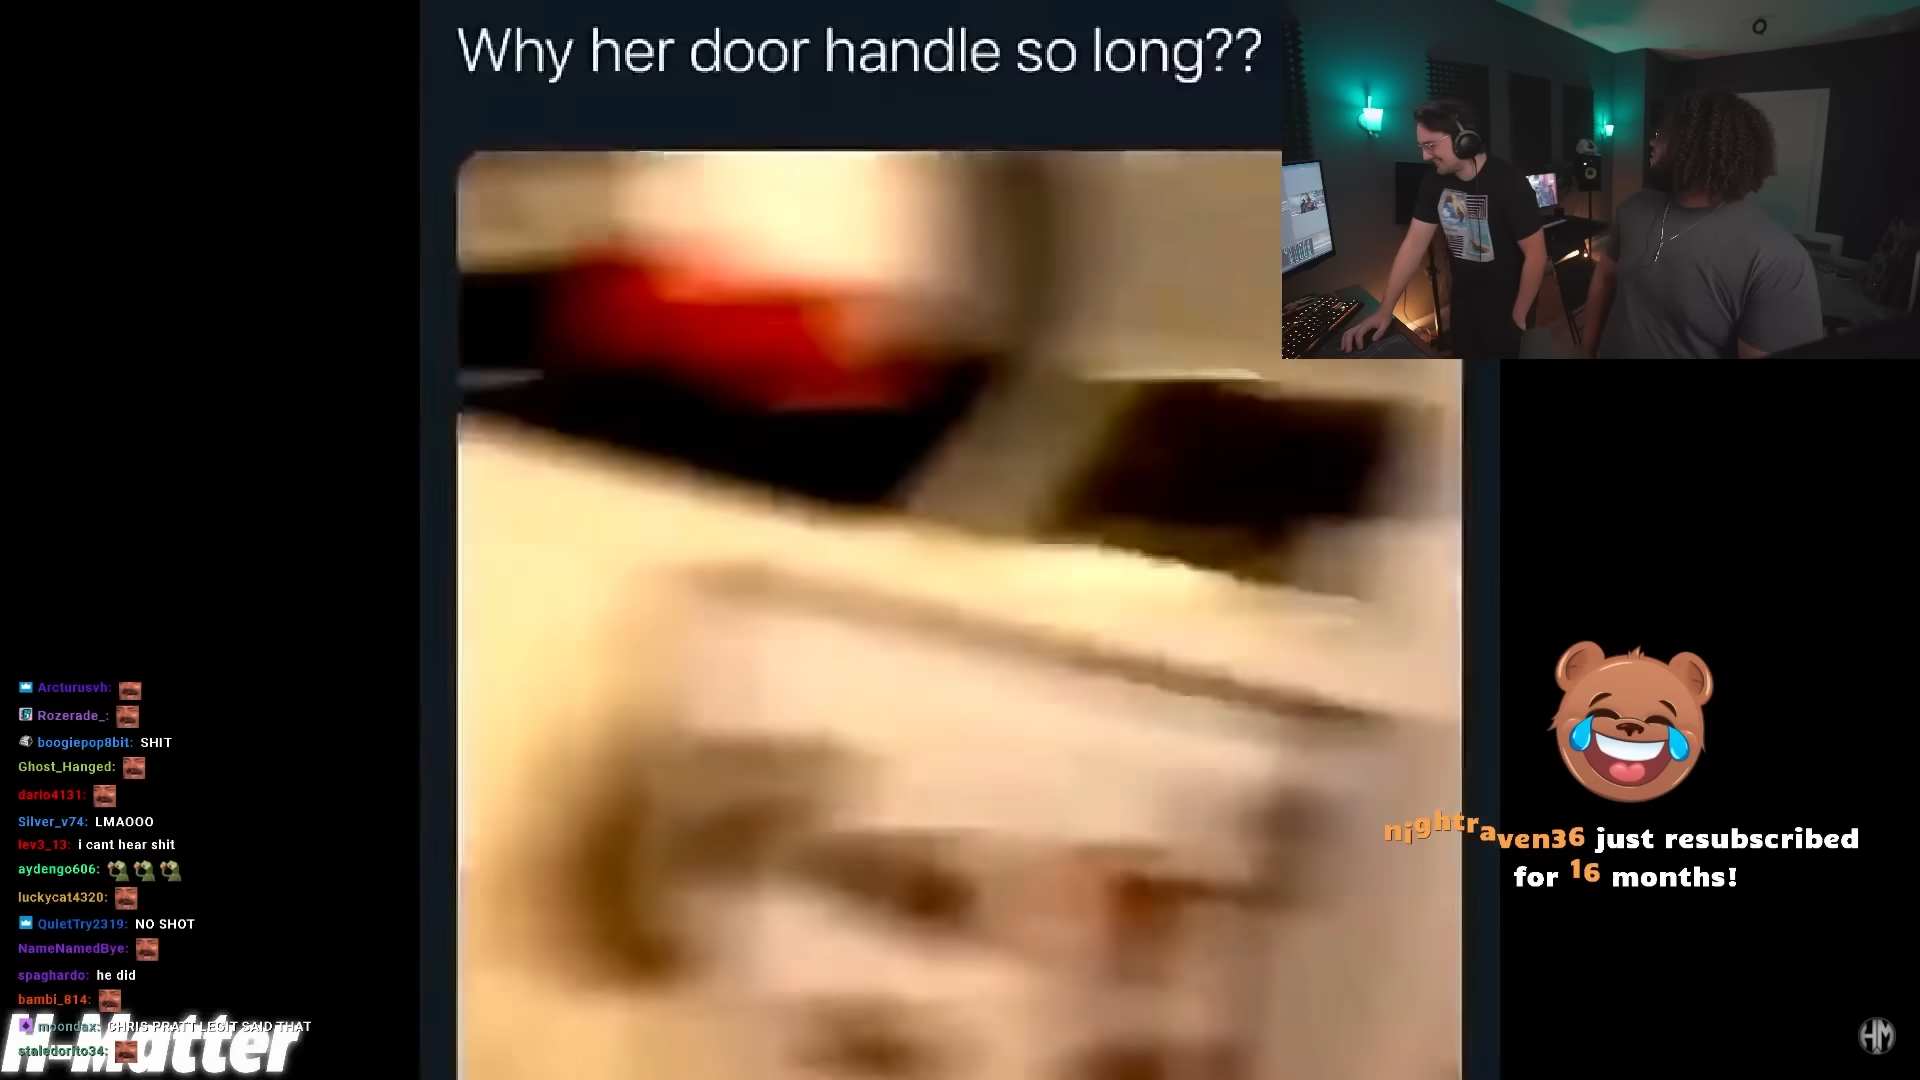 Why her door handle so long??
Arcturusvh:
Rozerade_:
boogiepop8bit: SHIT
Ghost_Hanged:
dario4131:
Silver_v74: LMAOOO
lev3_13: i cant hear shit
aydengo606:
luckycat4320:
QuietTry2319: NO SHOT
NameNamedBye:
spaghardo: he did
bambi_814:
moondax: CHRIS PRATT LEGIT SAID THAT
staledorito34:
H-Matter
nightraven36 just resubscribed
for 16 months!
HM